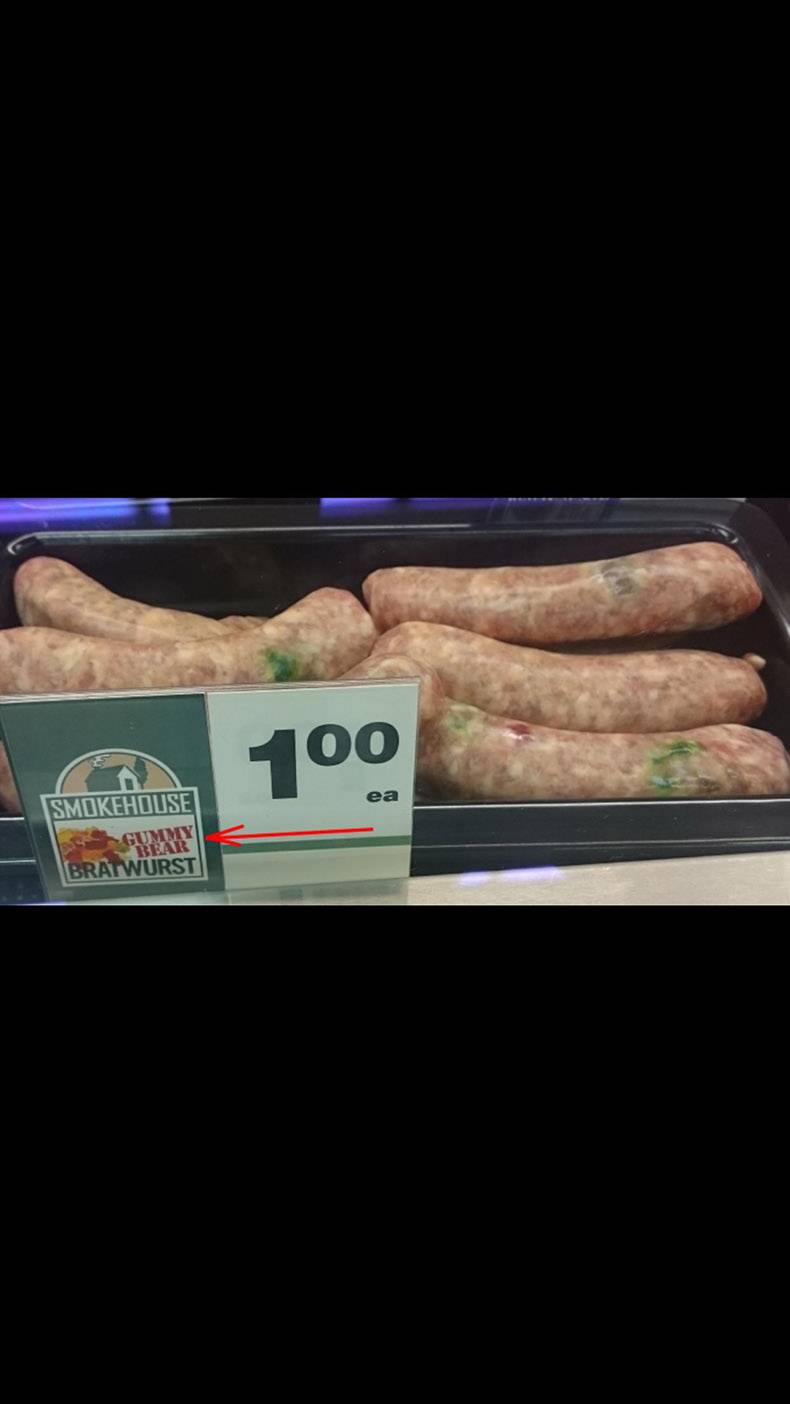 SMOKEHOUSE
GUMMY
BEAR
BRATWURST
1.00
ea